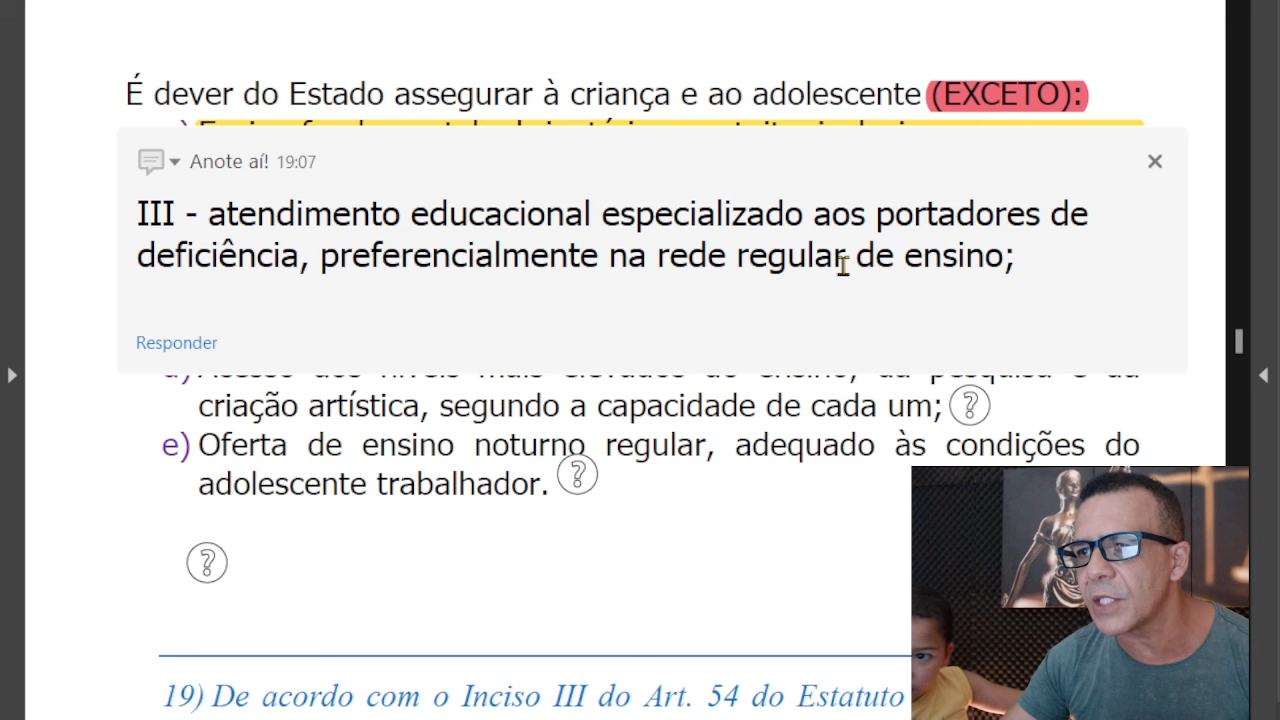 É dever do Estado assegurar à criança e ao adolescente (EXCETO):
Anote aí! 19:07
III - atendimento educacional especializado aos portadores de
deficiência, preferencialmente na rede regular de ensino;
Responder
criação artística, segundo a capacidade de cada um;
e) Oferta de ensino noturno regular, adequado às condições do
adolescente trabalhador.
19) De acordo com o Inciso III do Art. 54 do Estatuto